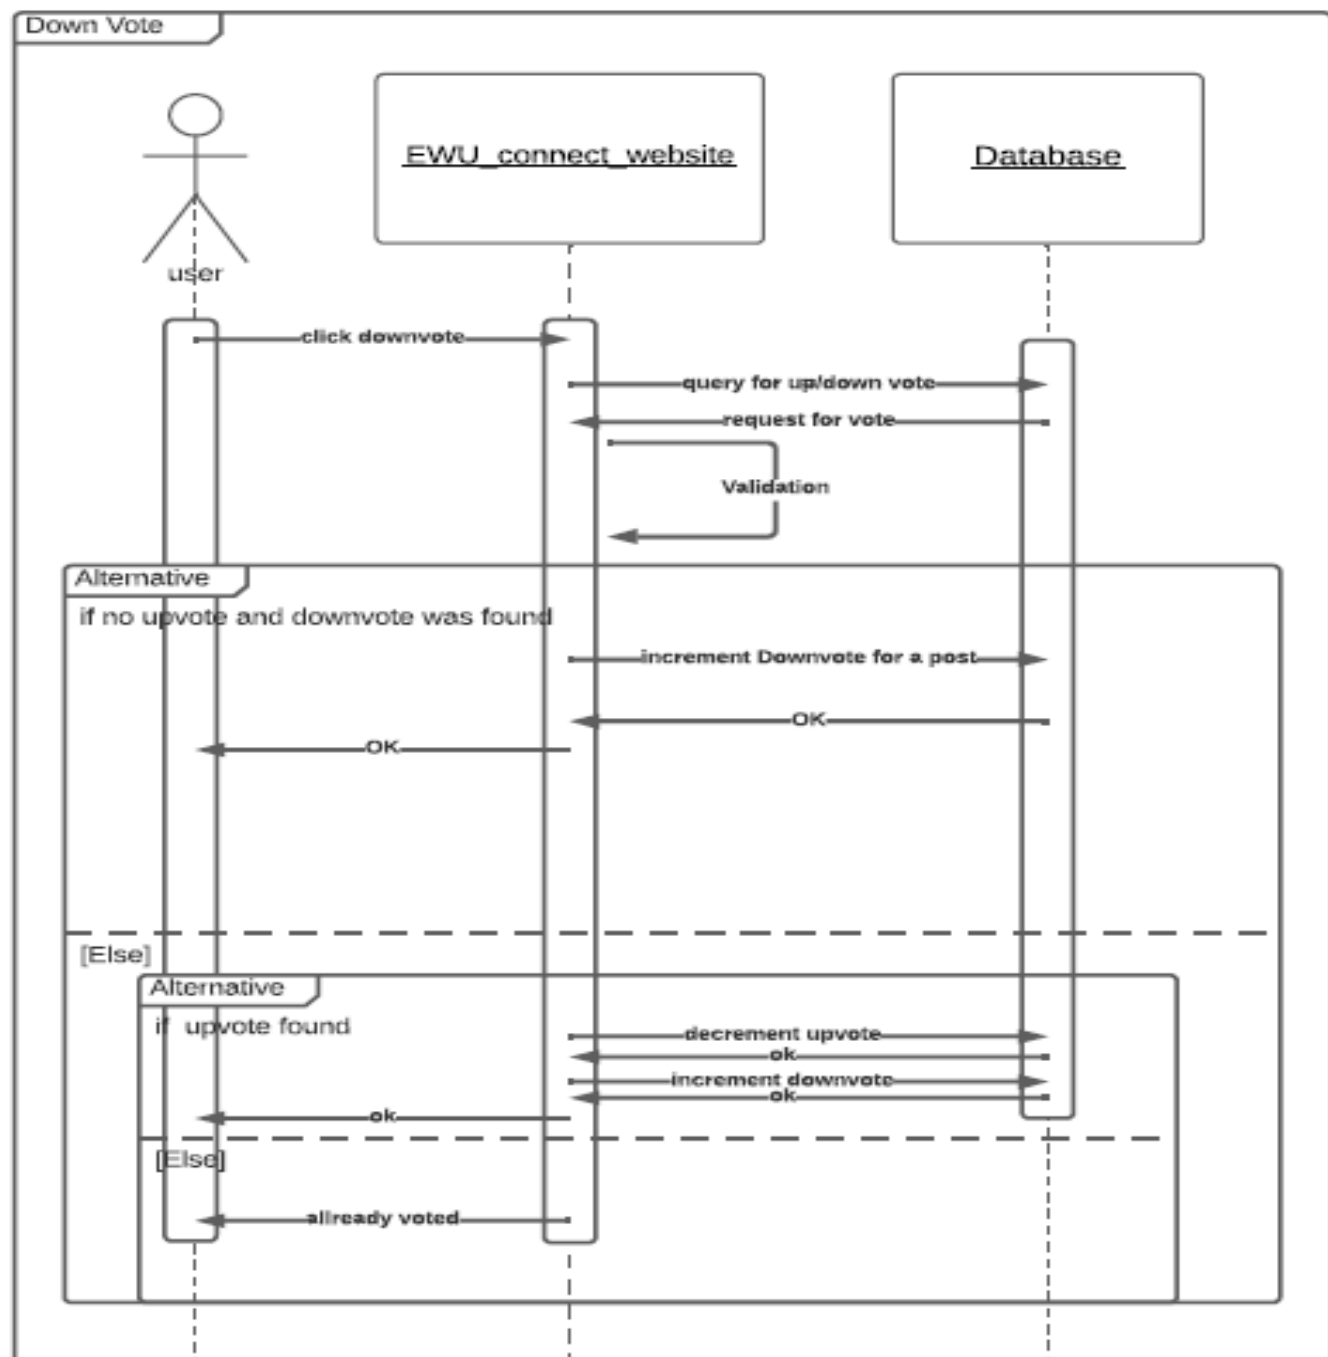 Down Vote
EWU_connect_website
Database
user
click downvote
query for up/down vote
request for vote
Validation
Alternative
if no upvote and downvote was found
increment Downvote for a post
OK
OK
[Else]
Alternative
if upvote found
decrement upvote
ok
increment downvote
ok
ok
[Else]
allready voted